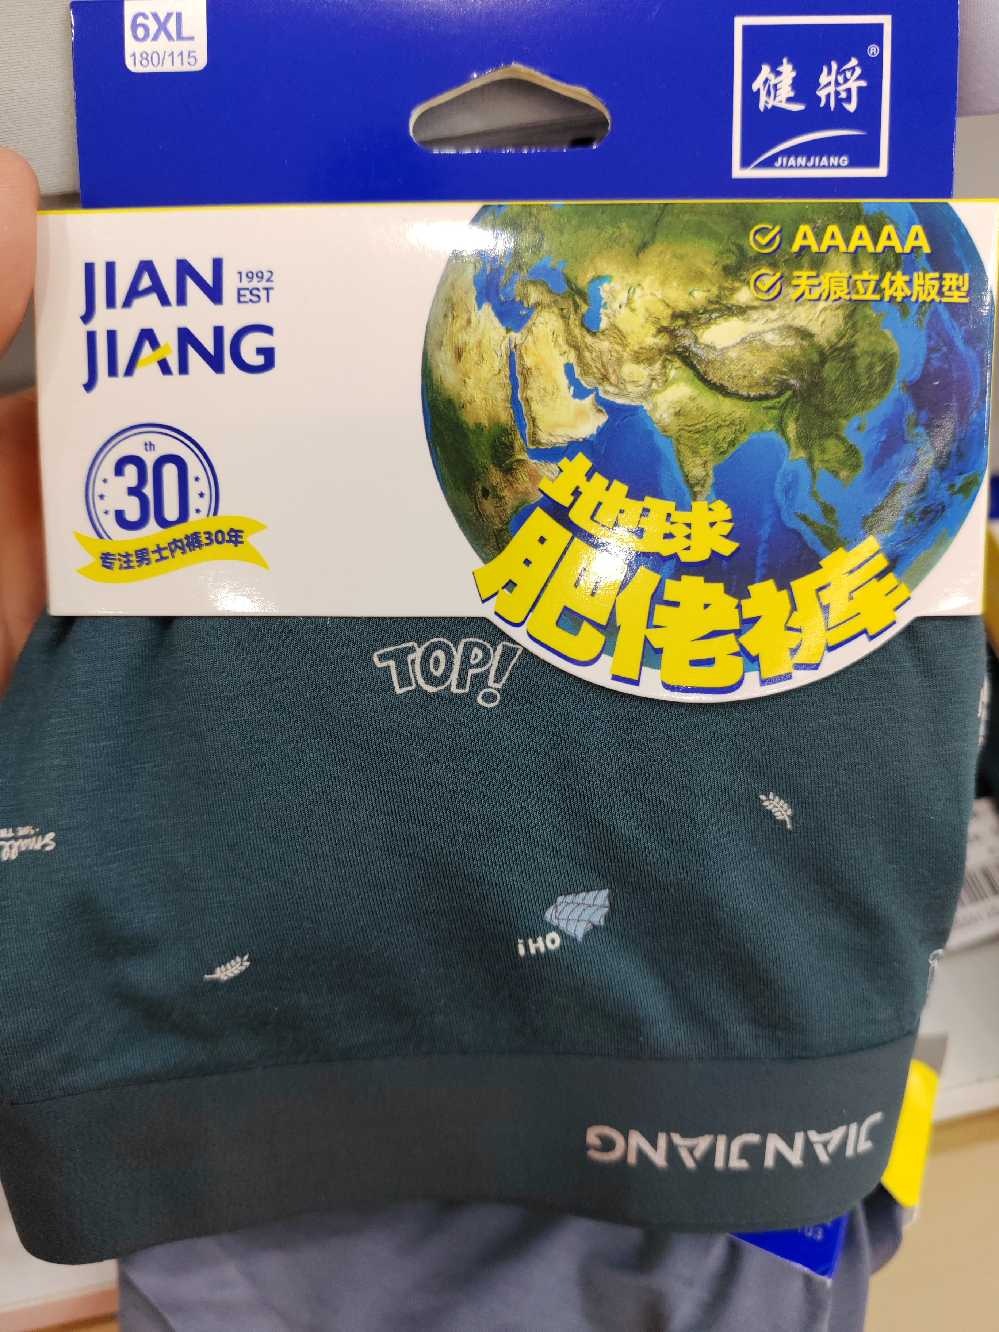 6XL
180/115
健将®
JIANJIANG
JIAN
JIANG
1992
EST
AAAAA
无痕立体版型
th
30
专注男士内裤30年
地球
肥佬裤
TOP!
Small
OH!
JIANJIANG